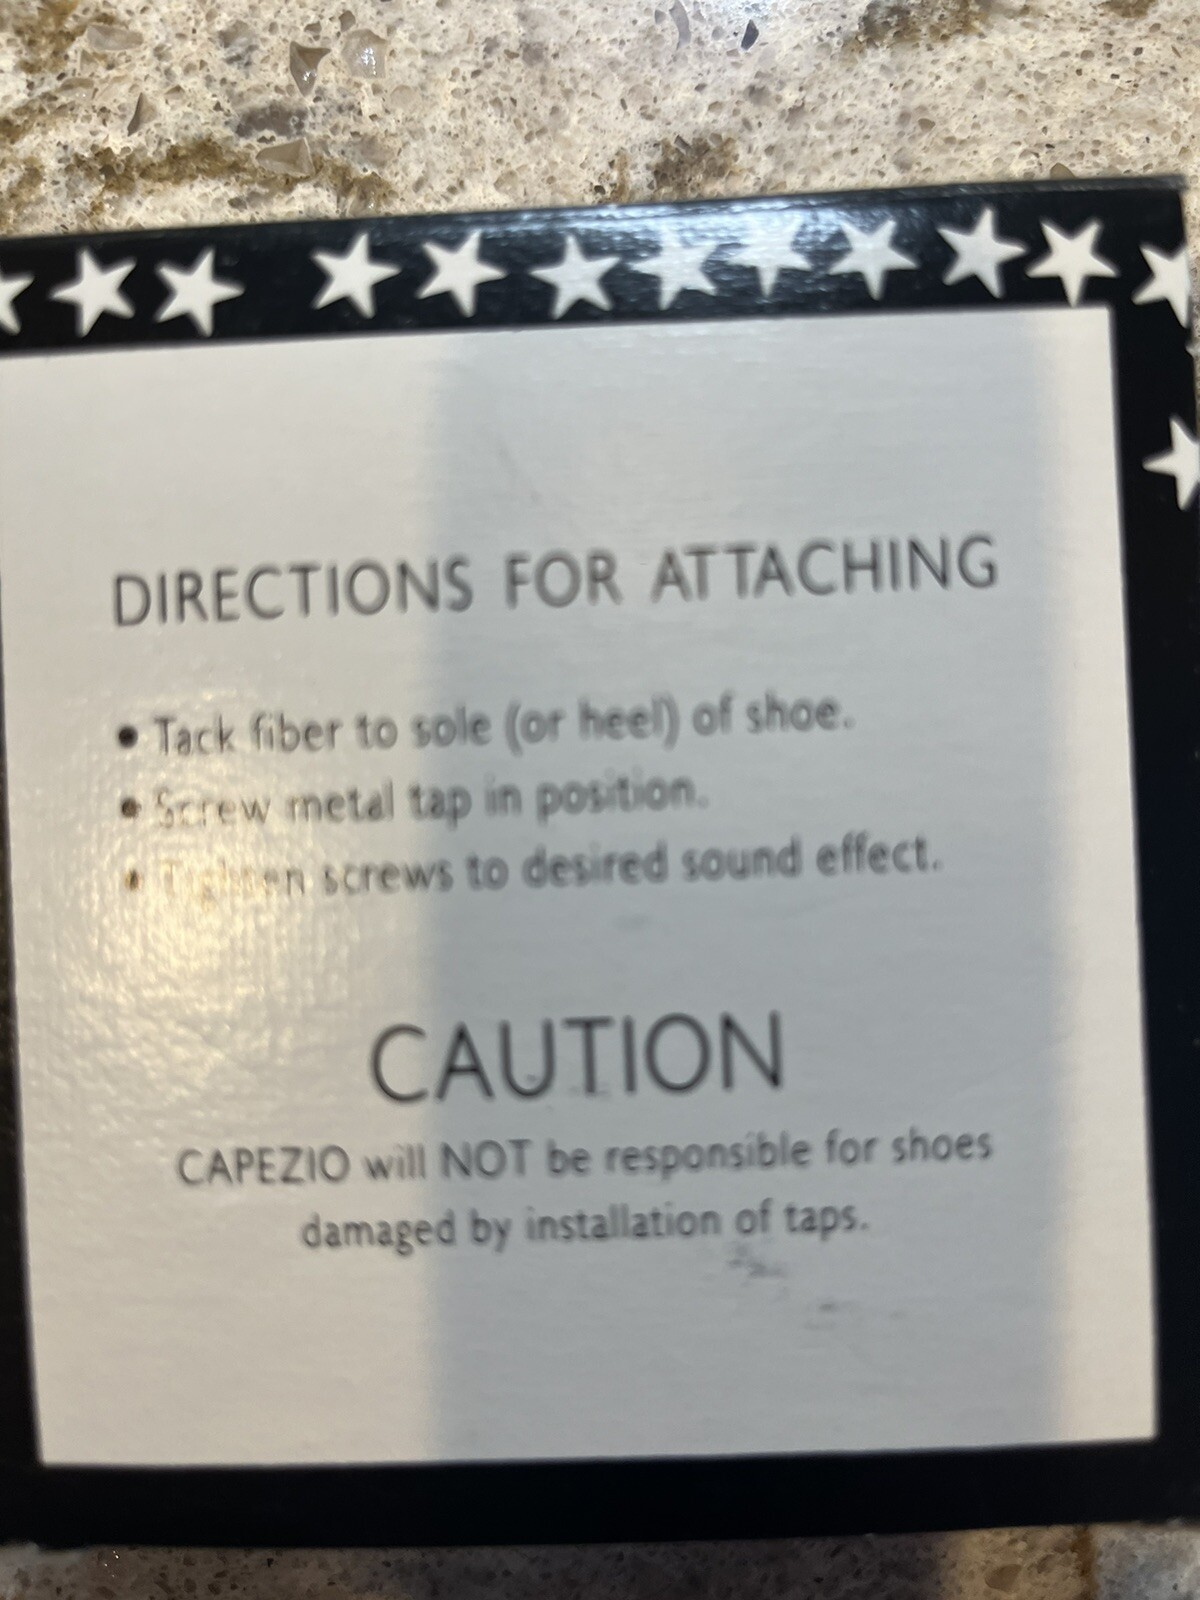 DIRECTIONS FOR ATTACHING
• Tack fiber to sole (or heel) of shoe.
• Screw metal tap in position.
• Tighten screws to desired sound effect.
CAUTION
CAPEZIO will NOT be responsible for shoes
damaged by installation of taps.